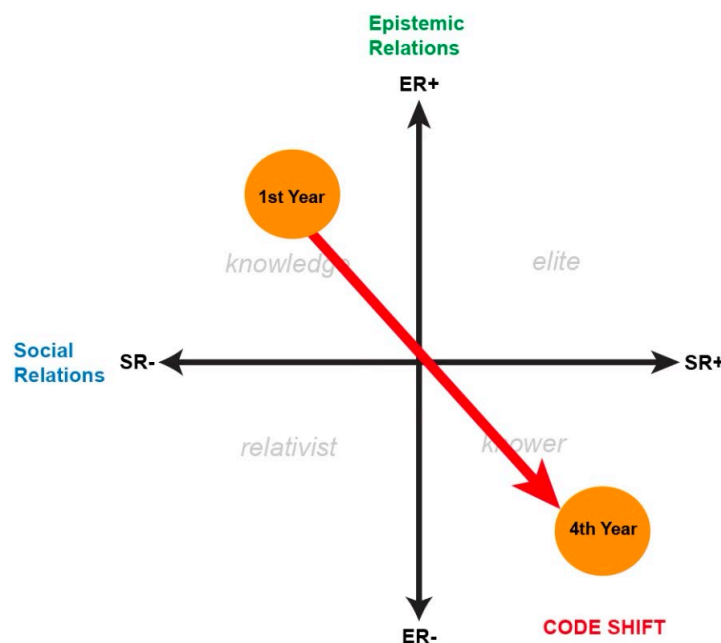 Epistemic
Relations
ER+
1st Year
knowledge
elite
Social
Relations
SR-
SR+
relativist
knower
4th Year
ER-
CODE SHIFT